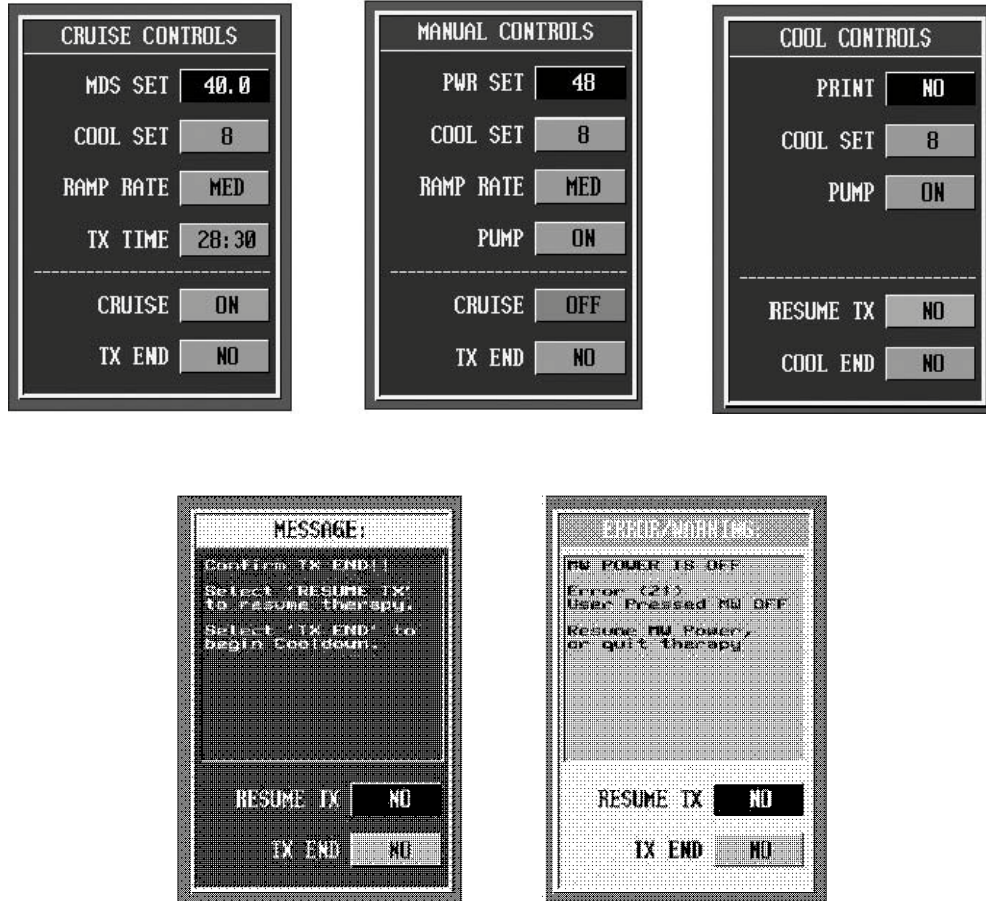 CRUISE CONTROLS
MDS SET 40.0
COOL SET 8
RAMP RATE MED
TX TIME 28:30
CRUISE ON
TX END NO
MANUAL CONTROLS
PWR SET 48
COOL SET 8
RAMP RATE MED
PUMP ON
CRUISE OFF
TX END NO
COOL CONTROLS
PRINT NO
COOL SET 8
PUMP ON
RESUME TX NO
COOL END NO
MESSAGE:
Confirm TX END!!
Select 'RESUME TX'
to resume therapy.
Select 'TX END' to
begin Cooldown.
RESUME TX NO
TX END NO
ERROR/WARNING:
MW POWER IS OFF
Error (21)
User Pressed MW OFF
Resume MW Power,
or quit therapy
RESUME TX NO
TX END NO